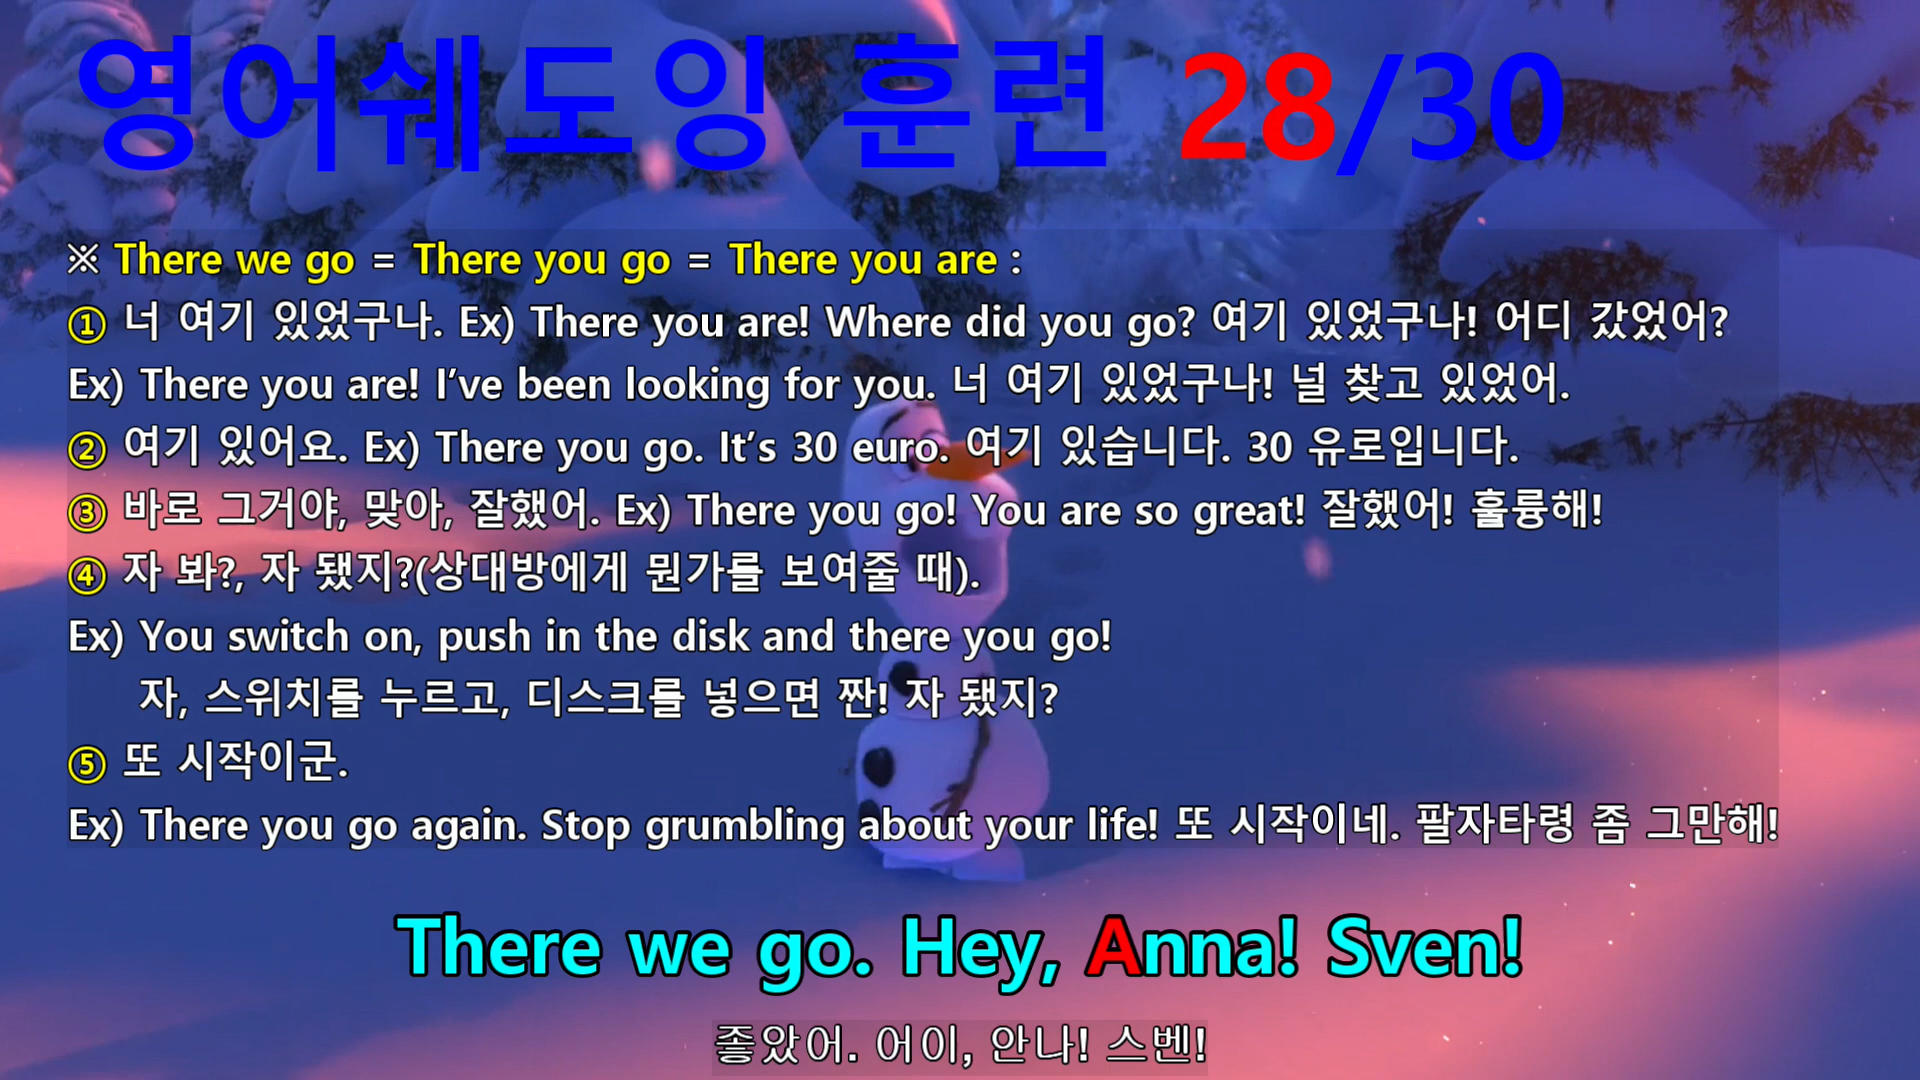 영어쉐도잉 훈련 28/30
※ There we go = There you go = There you are :
① 너 여기 있었구나. Ex) There you are! Where did you go? 여기 있었구나! 어디 갔었어?
Ex) There you are! I’ve been looking for you. 너 여기 있었구나! 널 찾고 있었어.
② 여기 있어요. Ex) There you go. It’s 30 euro. 여기 있습니다. 30 유로입니다.
③ 바로 그거야, 맞아, 잘했어. Ex) There you go! You are so great! 잘했어! 훌륭해!
④ 자 봐?, 자 됐지?(상대방에게 뭔가를 보여줄 때).
Ex) You switch on, push in the disk and there you go!
자, 스위치를 누르고, 디스크를 넣으면 짠! 자 됐지?
⑤ 또 시작이군.
Ex) There you go again. Stop grumbling about your life! 또 시작이네. 팔자타령 좀 그만해!
There we go. Hey, Anna! Sven!
좋았어. 어이, 안나! 스벤!